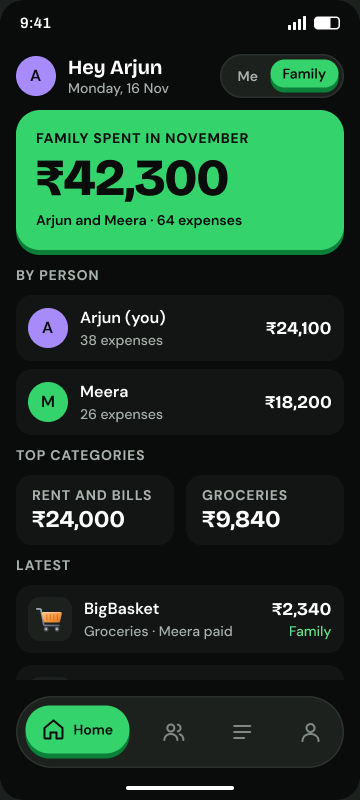 9:41
A
Hey Arjun
Monday, 16 Nov
Me
Family
FAMILY SPENT IN NOVEMBER
₹42,300
Arjun and Meera · 64 expenses
BY PERSON
A
Arjun (you)
38 expenses
₹24,100
M
Meera
26 expenses
₹18,200
TOP CATEGORIES
RENT AND BILLS
₹24,000
GROCERIES
₹9,840
LATEST
BigBasket
₹2,340
Groceries · Meera paid
Family
Home